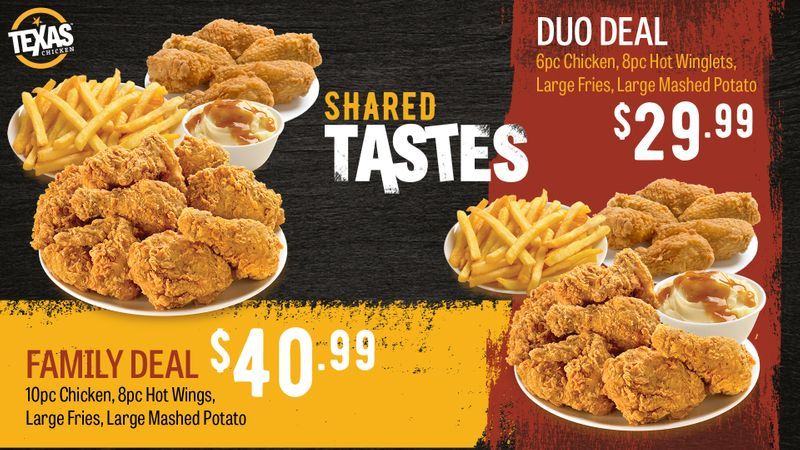 TEXAS
CHICKEN
SHARED
TASTES
DUO DEAL
6pc Chicken, 8pc Hot Winglets,
Large Fries, Large Mashed Potato
$29.99
FAMILY DEAL $40.99
10pc Chicken, 8pc Hot Wings,
Large Fries, Large Mashed Potato